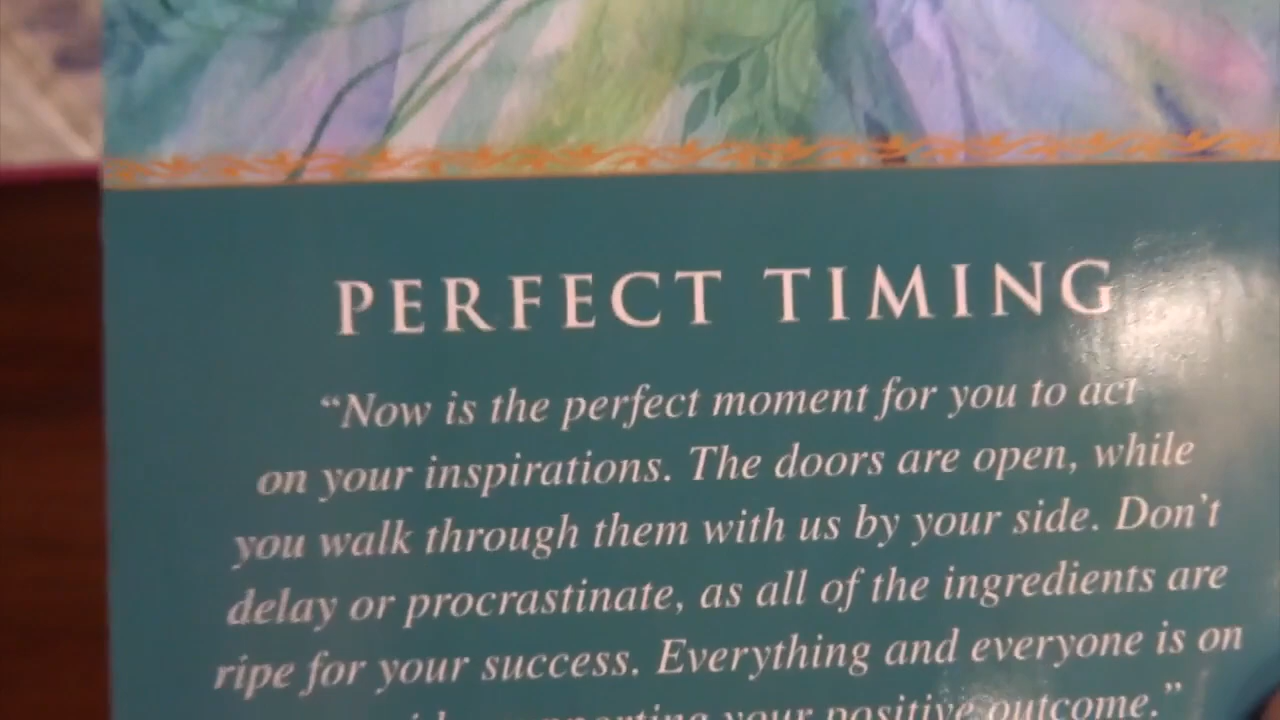 PERFECT TIMING
“Now is the perfect moment for you to act
on your inspirations. The doors are open, while
you walk through them with us by your side. Don’t
delay or procrastinate, as all of the ingredients are
ripe for your success. Everything and everyone is on
your positive outcome.”